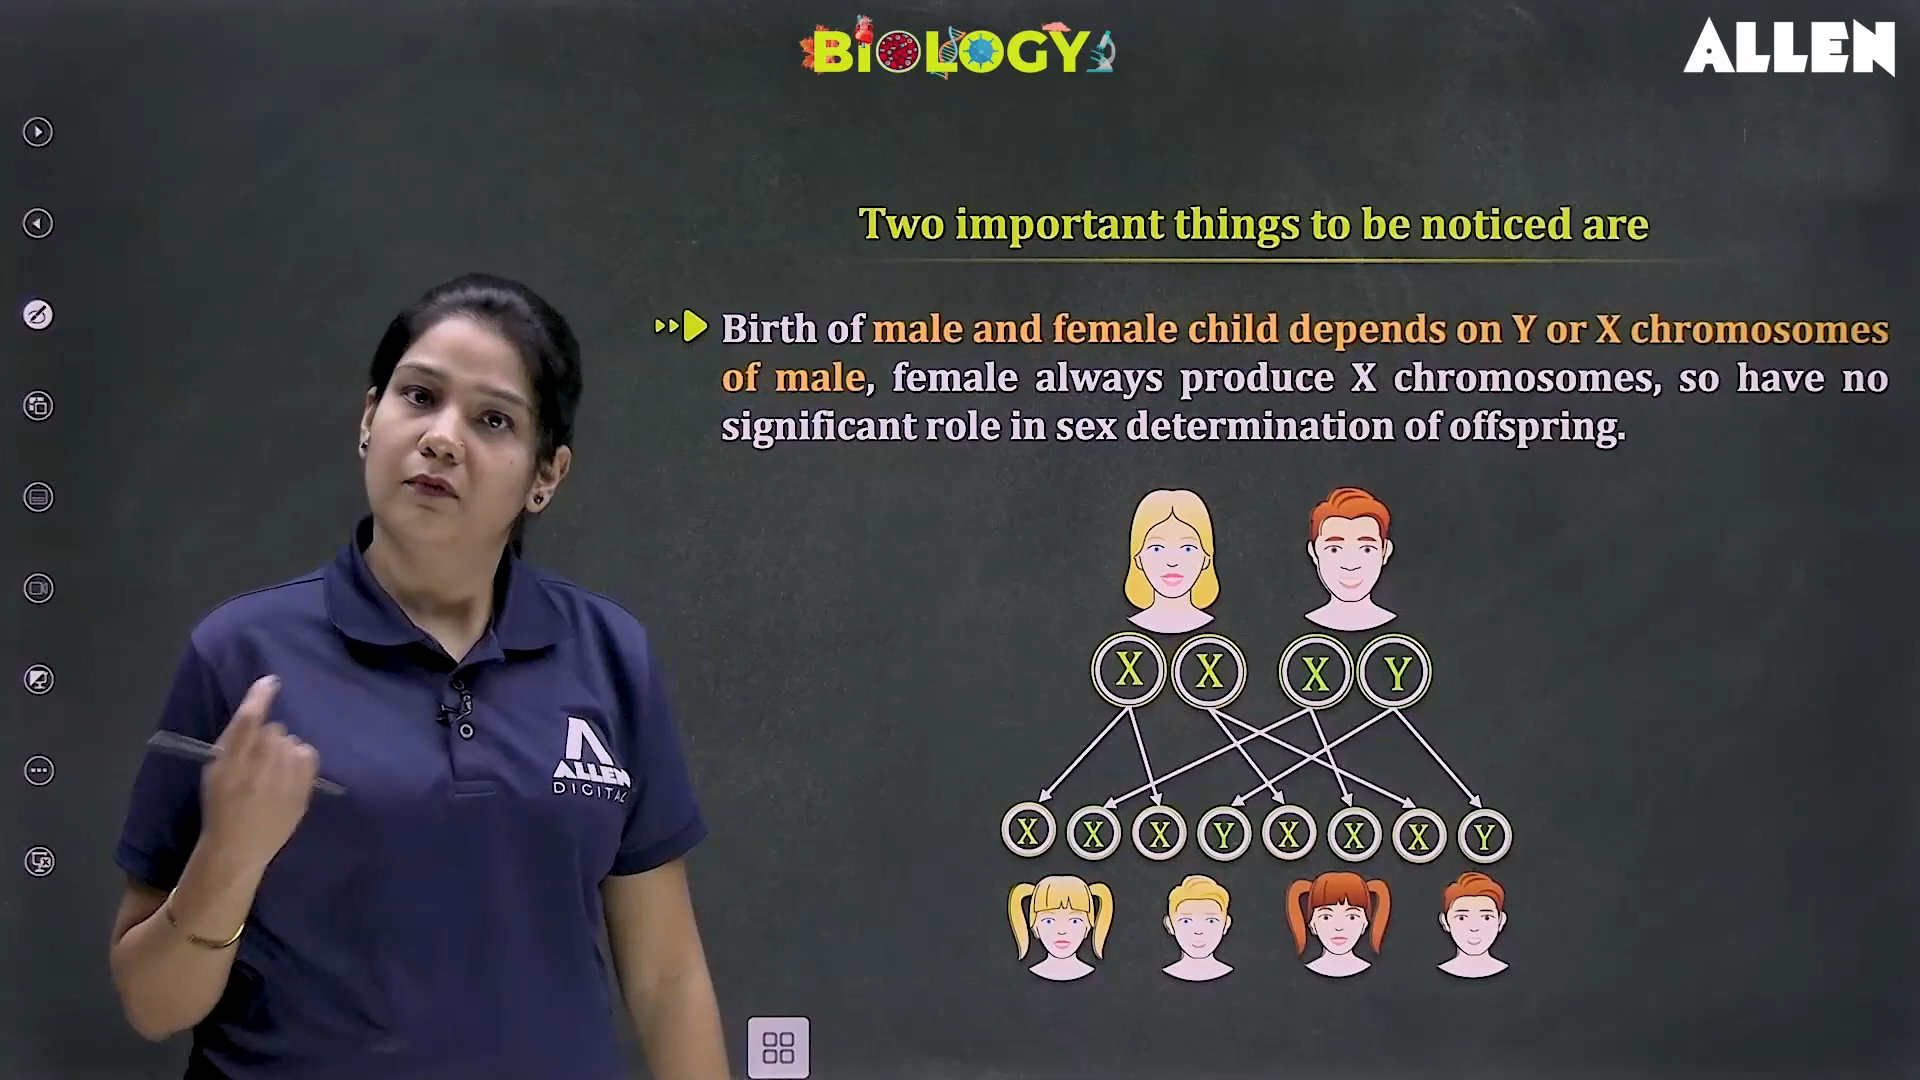 BIOLOGY
ALLEN
Two important things to be noticed are
Birth of male and female child depends on Y or X chromosomes
of male, female always produce X chromosomes, so have no
significant role in sex determination of offspring.
X X X Y
X X X Y X X X Y
ALLEN
DIGITAL